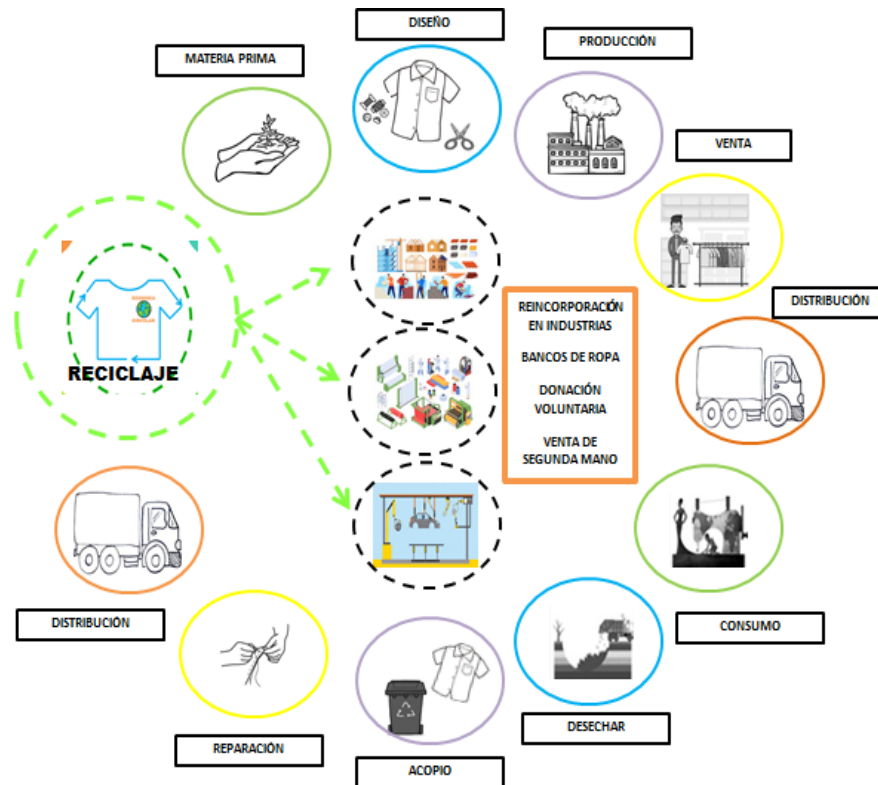 DISEÑO
PRODUCCIÓN
MATERIA PRIMA
VENTA
DISTRIBUCIÓN
REINCORPORACIÓN
EN INDUSTRIAS
BANCOS DE ROPA
DONACIÓN
VOLUNTARIA
VENTA DE
SEGUNDA MANO
RECICLAJE
DISTRIBUCIÓN
CONSUMO
DESECHAR
REPARACIÓN
ACOPIO